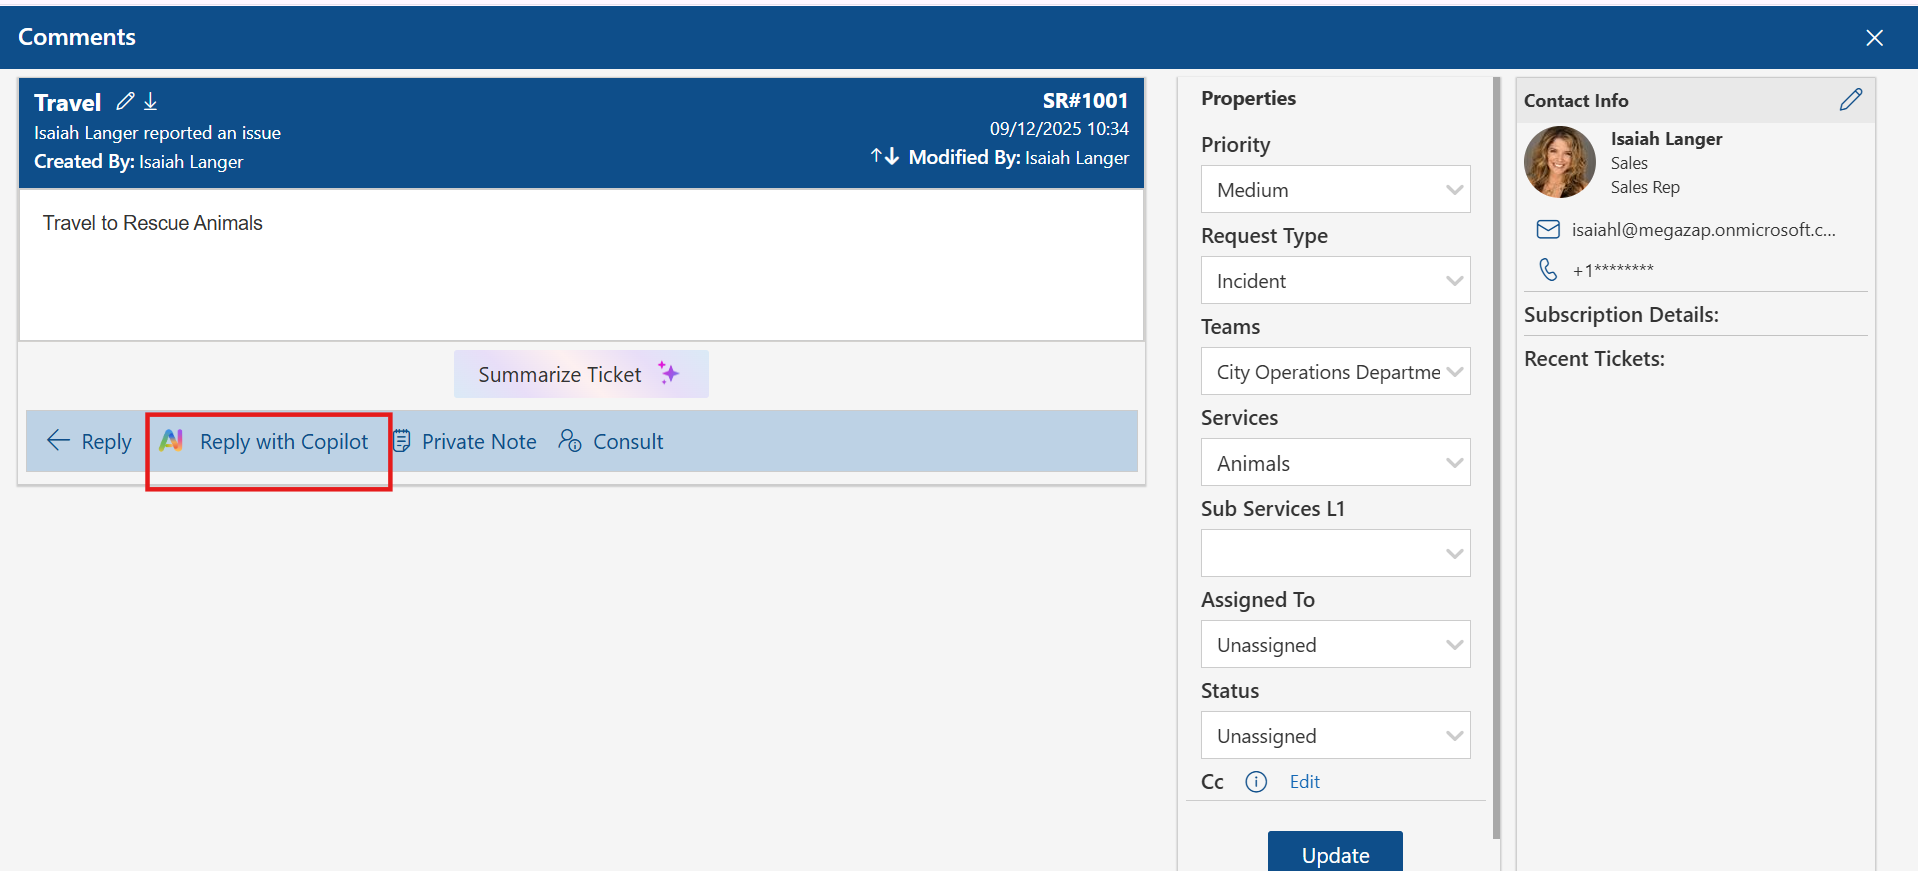 Comments
Travel
SR#1001
Isaiah Langer reported an issue
09/12/2025 10:34
Created By: Isaiah Langer
Modified By: Isaiah Langer
Travel to Rescue Animals
Summarize Ticket
Reply
AI Reply with Copilot
Private Note
Consult
Properties
Priority
Medium
Request Type
Incident
Teams
City Operations Departme
Services
Animals
Sub Services L1
Assigned To
Unassigned
Status
Unassigned
Cc
Edit
Update
Contact Info
Isaiah Langer
Sales
Sales Rep
isaiahl@megazap.onmicrosoft.c...
+1********
Subscription Details:
Recent Tickets: